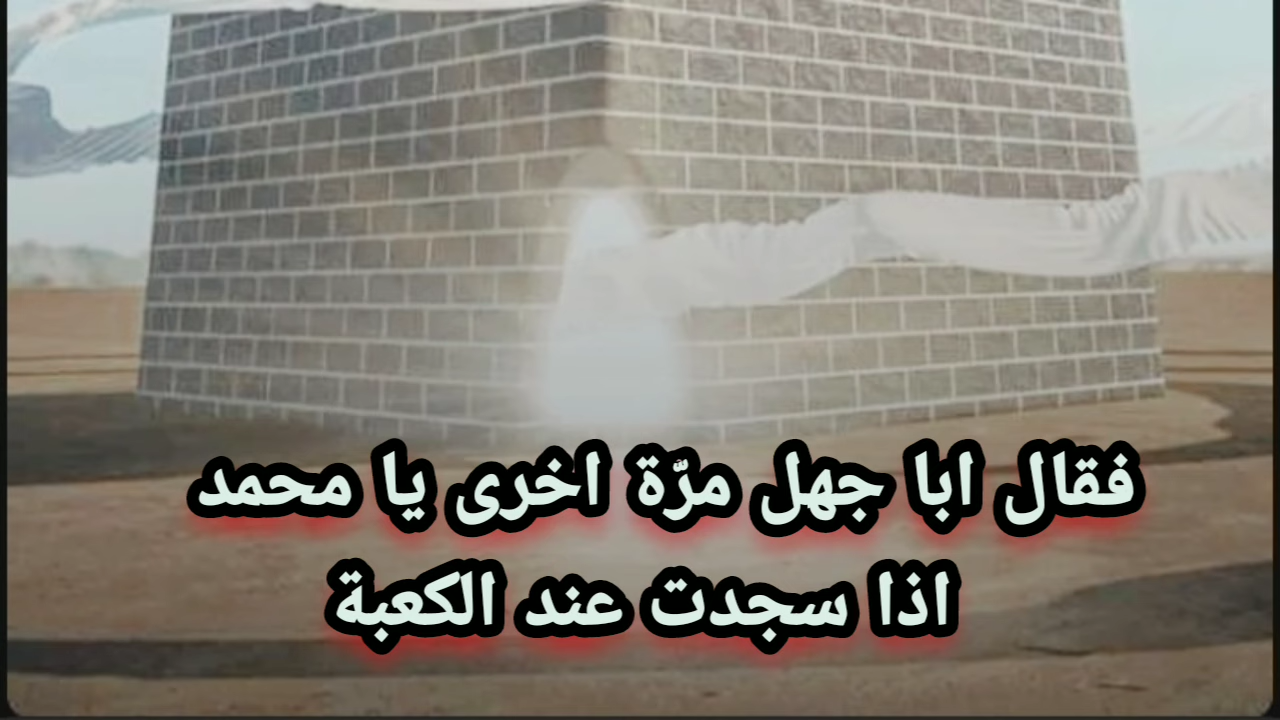 فقال ابا جهل مرّة اخرى يا محمد
اذا سجدت عند الكعبة